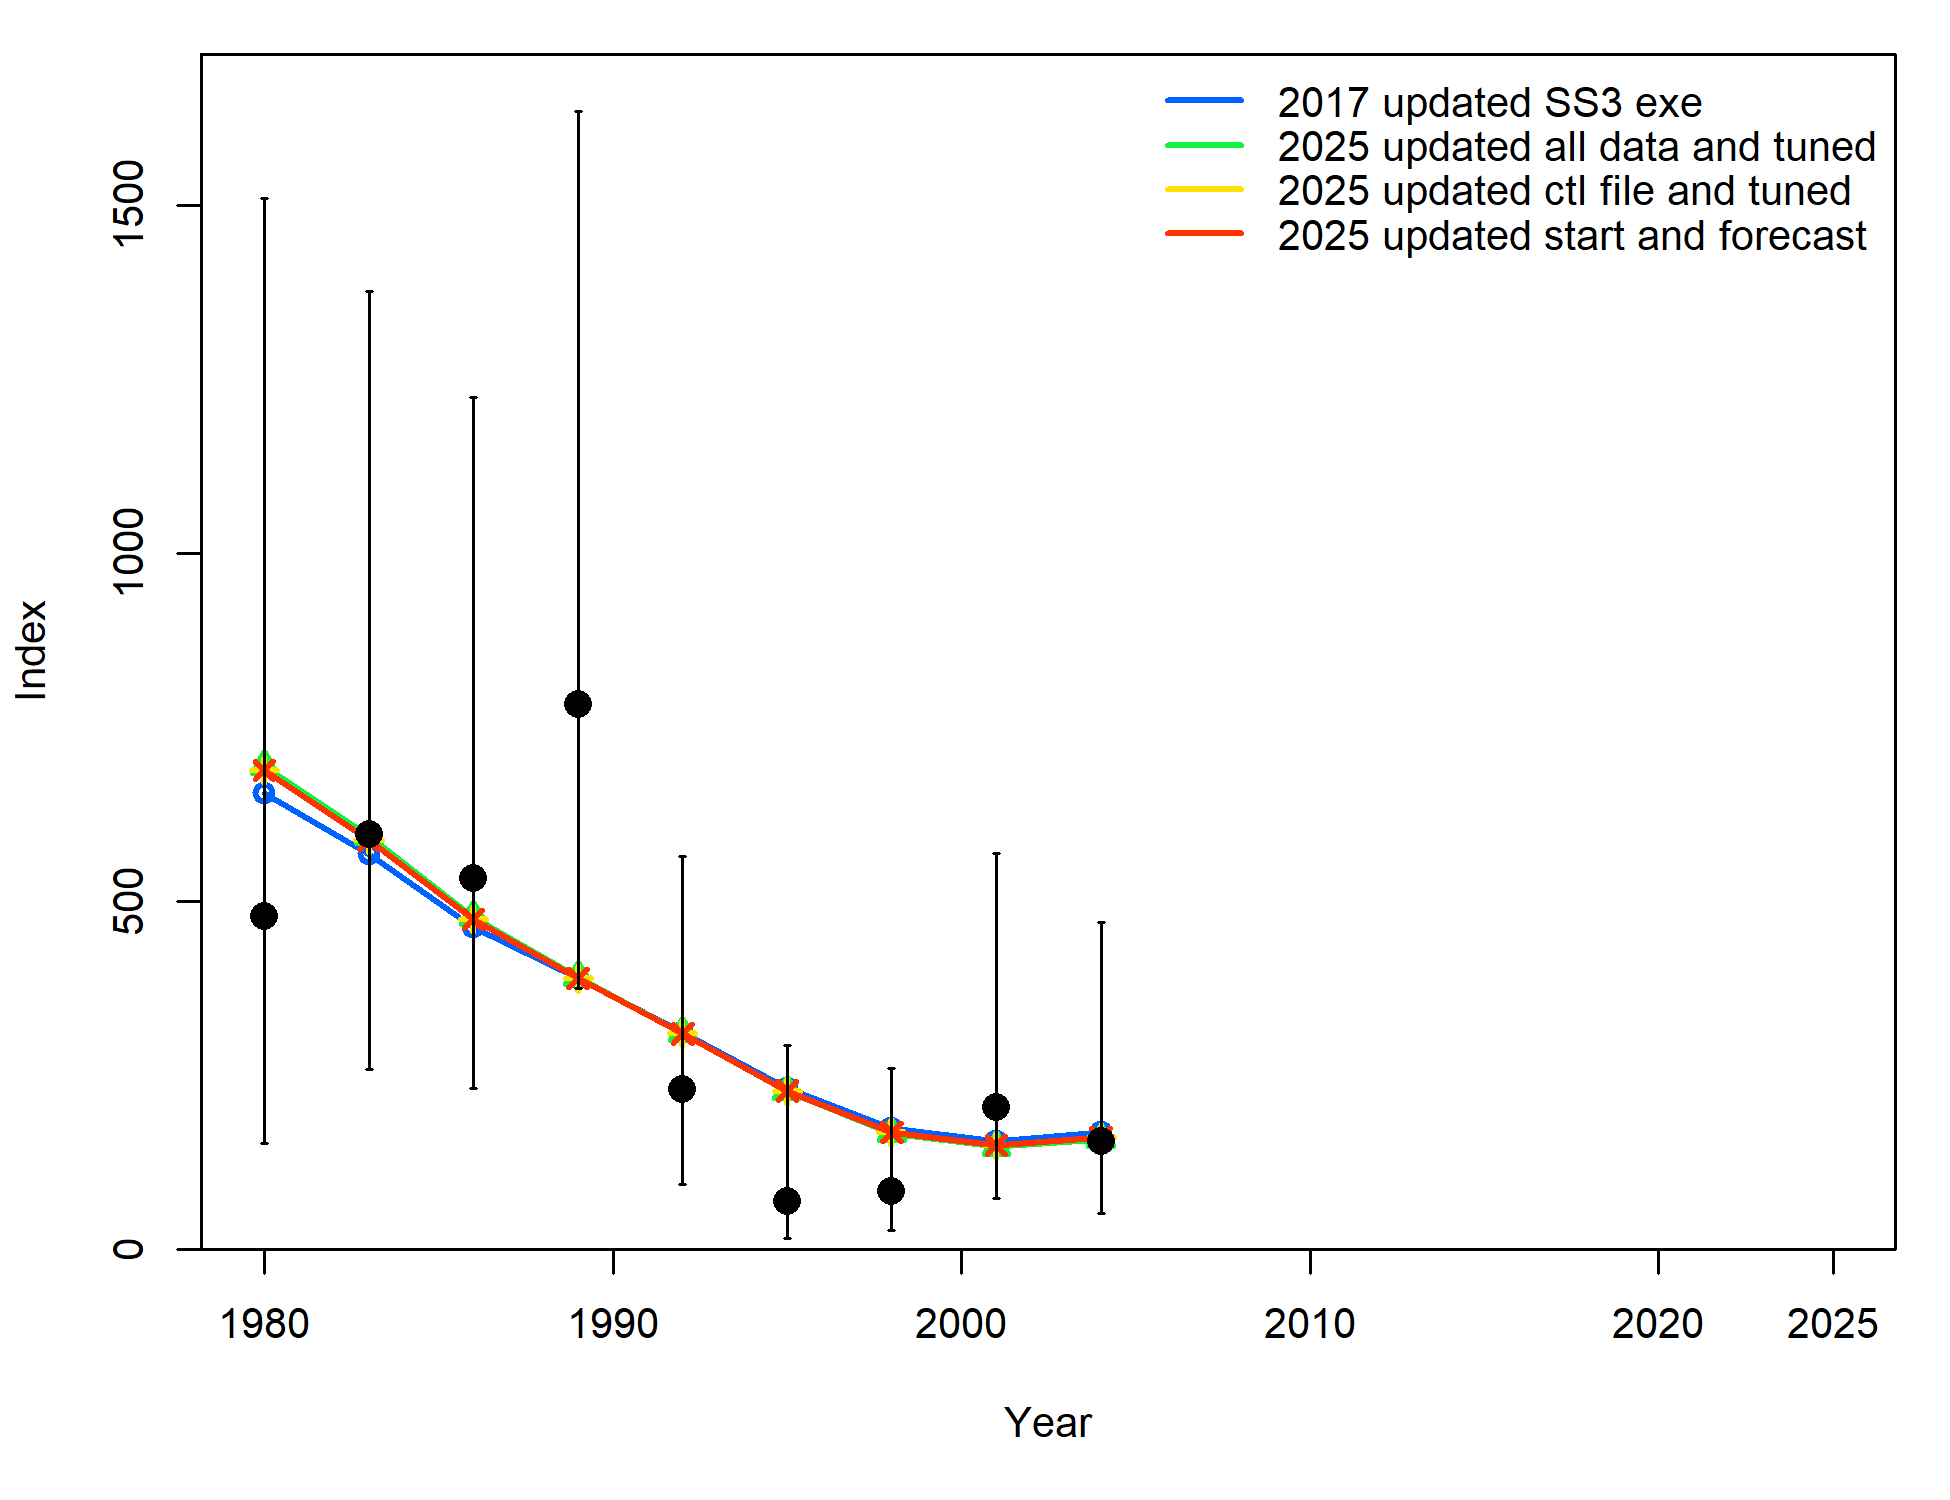 2017 updated SS3 exe
2025 updated all data and tuned
2025 updated ctl file and tuned
2025 updated start and forecast
1500
1000
500
0
Index
1980 1990 2000 2010 2020 2025
Year